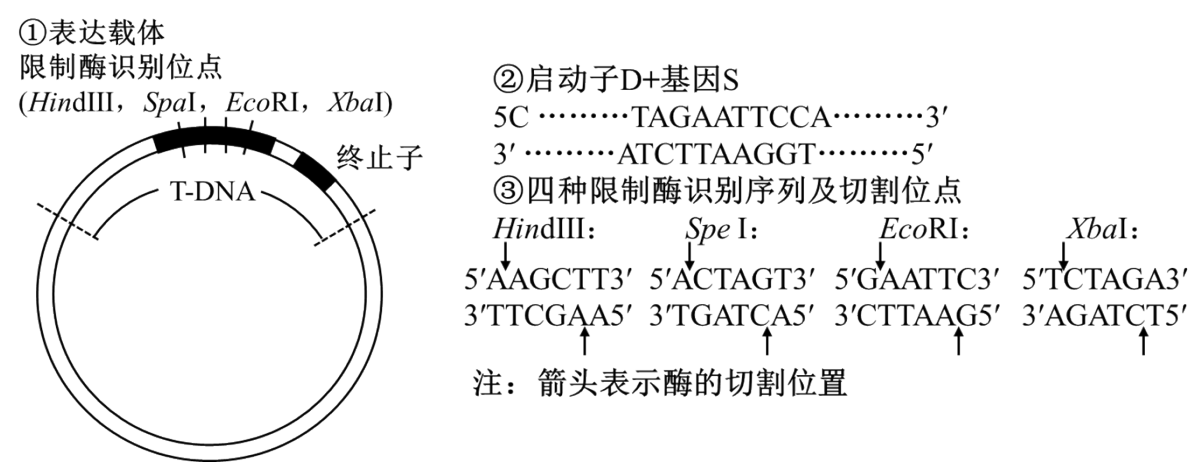 ①表达载体
限制酶识别位点
(HindIII，SpaI，EcoRI，XbaI)
终止子
T-DNA
②启动子D+基因S
5C ………TAGAATTCCA………3′
3′ ………ATCTTAAGGT………5′
③四种限制酶识别序列及切割位点
HindIII： Spe I： EcoRI： XbaI：
5′AAGCTT3′ 5′ACTAGT3′ 5′GAATTC3′ 5′TCTAGA3′
3′TTCGAA5′ 3′TGATCA5′ 3′CTTAAG5′ 3′AGATCT5′
注：箭头表示酶的切割位置